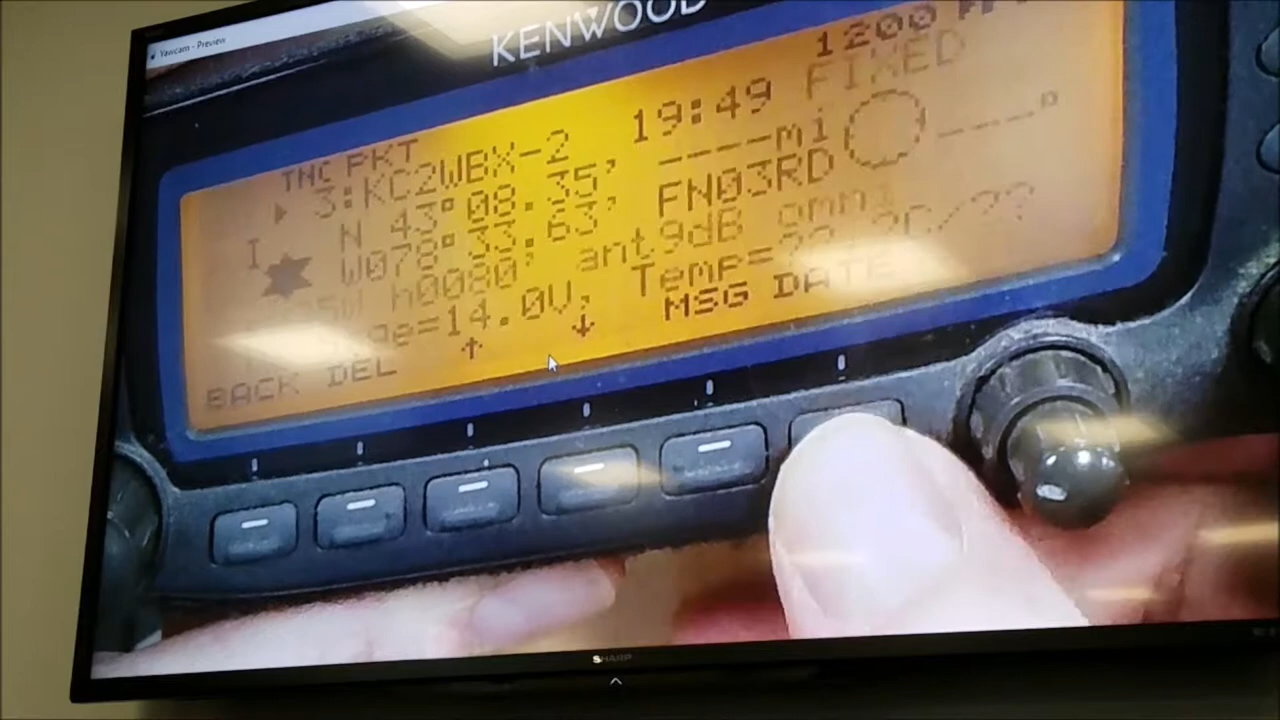 Yawcam - Preview
KENWOOD
TNC PKT 1200
3:KC2WBX-2 19:49 FIXED
N 43:08.35, ----mi ---°
I W078:33.63, FN03RD
h0080, ant9dB omni
=14.0V, Temp=
BACK DEL ↑ ↓ MSG DATE
SHARP